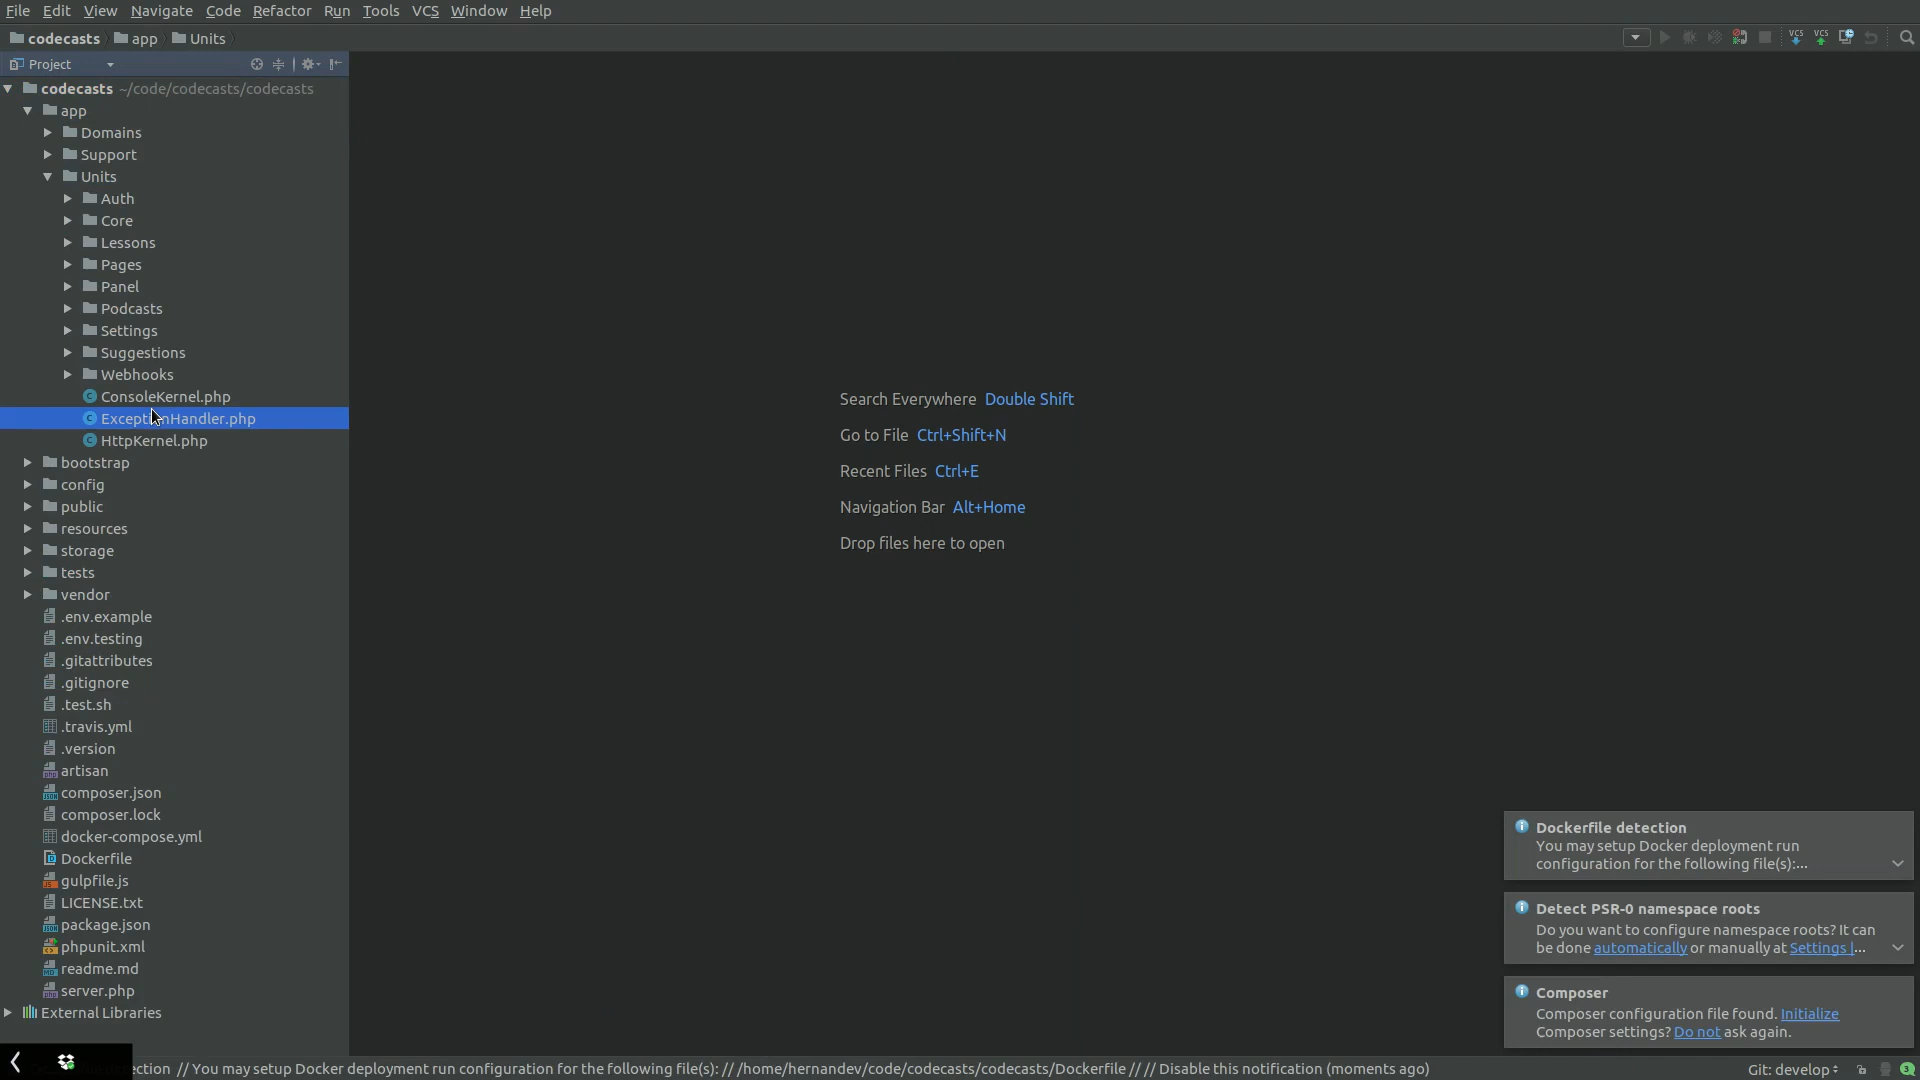 File Edit View Navigate Code Refactor Run Tools VCS Window Help
codecasts app Units
VCS VCS
Project
codecasts ~/code/codecasts/codecasts
app
Domains
Support
Units
Auth
Core
Lessons
Pages
Panel
Podcasts
Settings
Suggestions
Webhooks
ConsoleKernel.php
ExceptionHandler.php
HttpKernel.php
bootstrap
config
public
resources
storage
tests
vendor
.env.example
.env.testing
.gitattributes
.gitignore
.test.sh
.travis.yml
.version
artisan
composer.json
composer.lock
docker-compose.yml
Dockerfile
gulpfile.js
LICENSE.txt
package.json
phpunit.xml
readme.md
server.php
External Libraries
Search Everywhere Double Shift
Go to File Ctrl+Shift+N
Recent Files Ctrl+E
Navigation Bar Alt+Home
Drop files here to open
Dockerfile detection
You may setup Docker deployment run
configuration for the following file(s):...
Detect PSR-0 namespace roots
Do you want to configure namespace roots? It can
be done automatically or manually at Settings |...
Composer
Composer configuration file found. Initialize
Composer settings? Do not ask again.
ction // You may setup Docker deployment run configuration for the following file(s): // /home/hernandev/code/codecasts/codecasts/Dockerfile // // Disable this notification (moments ago)
Git: develop
3